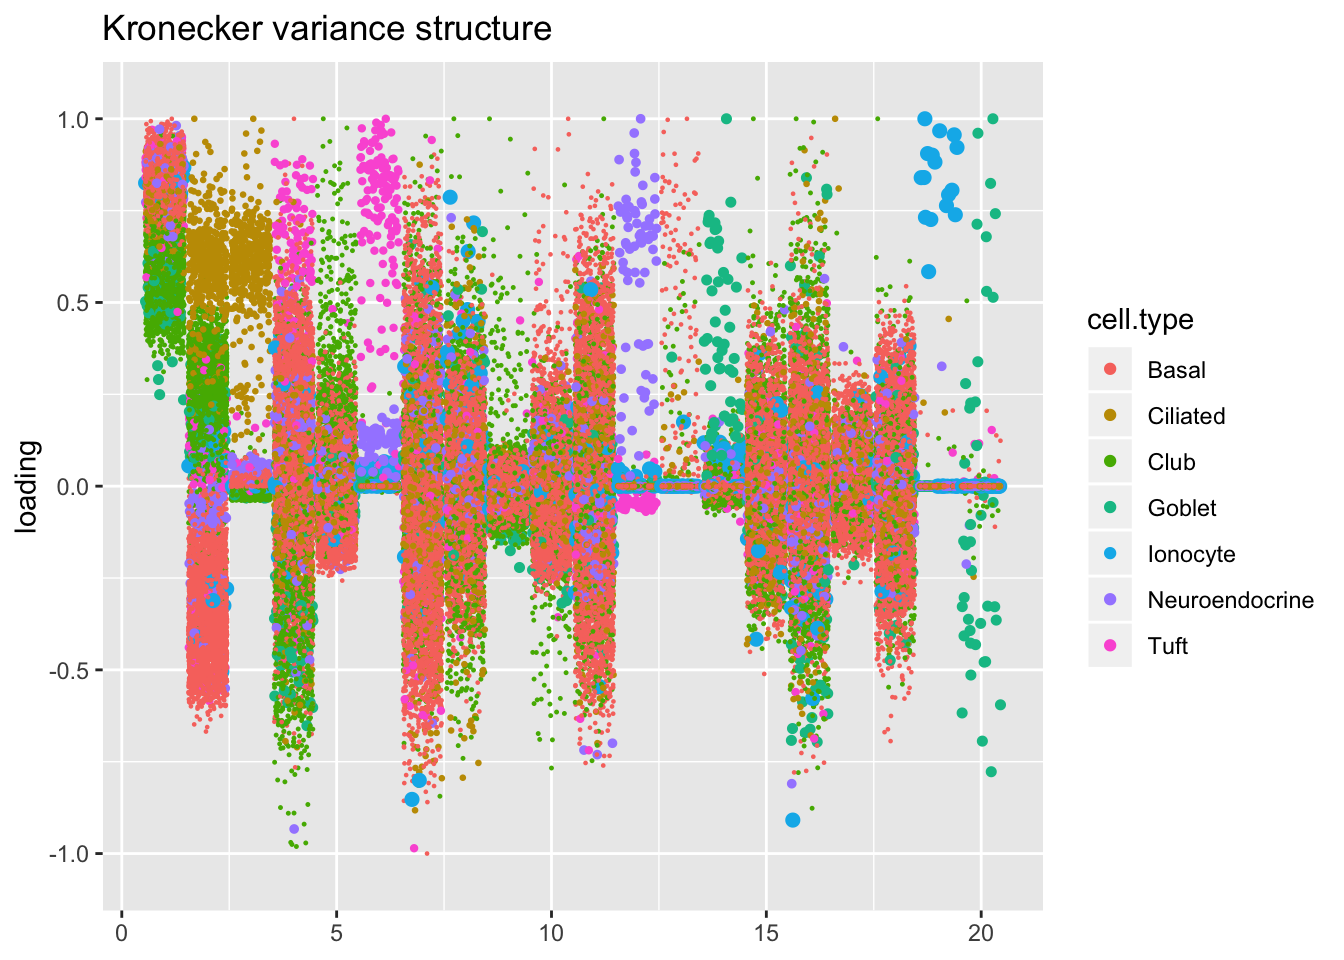 Kronecker variance structure
1.0
0.5
0.0
-0.5
-1.0
loading
0
5
10
15
20
cell.type
Basal
Ciliated
Club
Goblet
Ionocyte
Neuroendocrine
Tuft